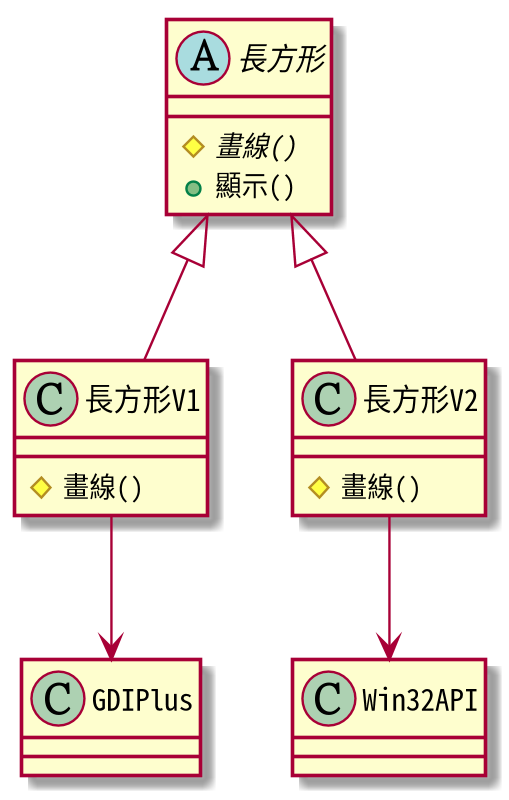 A 長方形
畫線()
顯示()
C 長方形V1
C 長方形V2
畫線()
畫線()
C GDIPlus
C Win32API